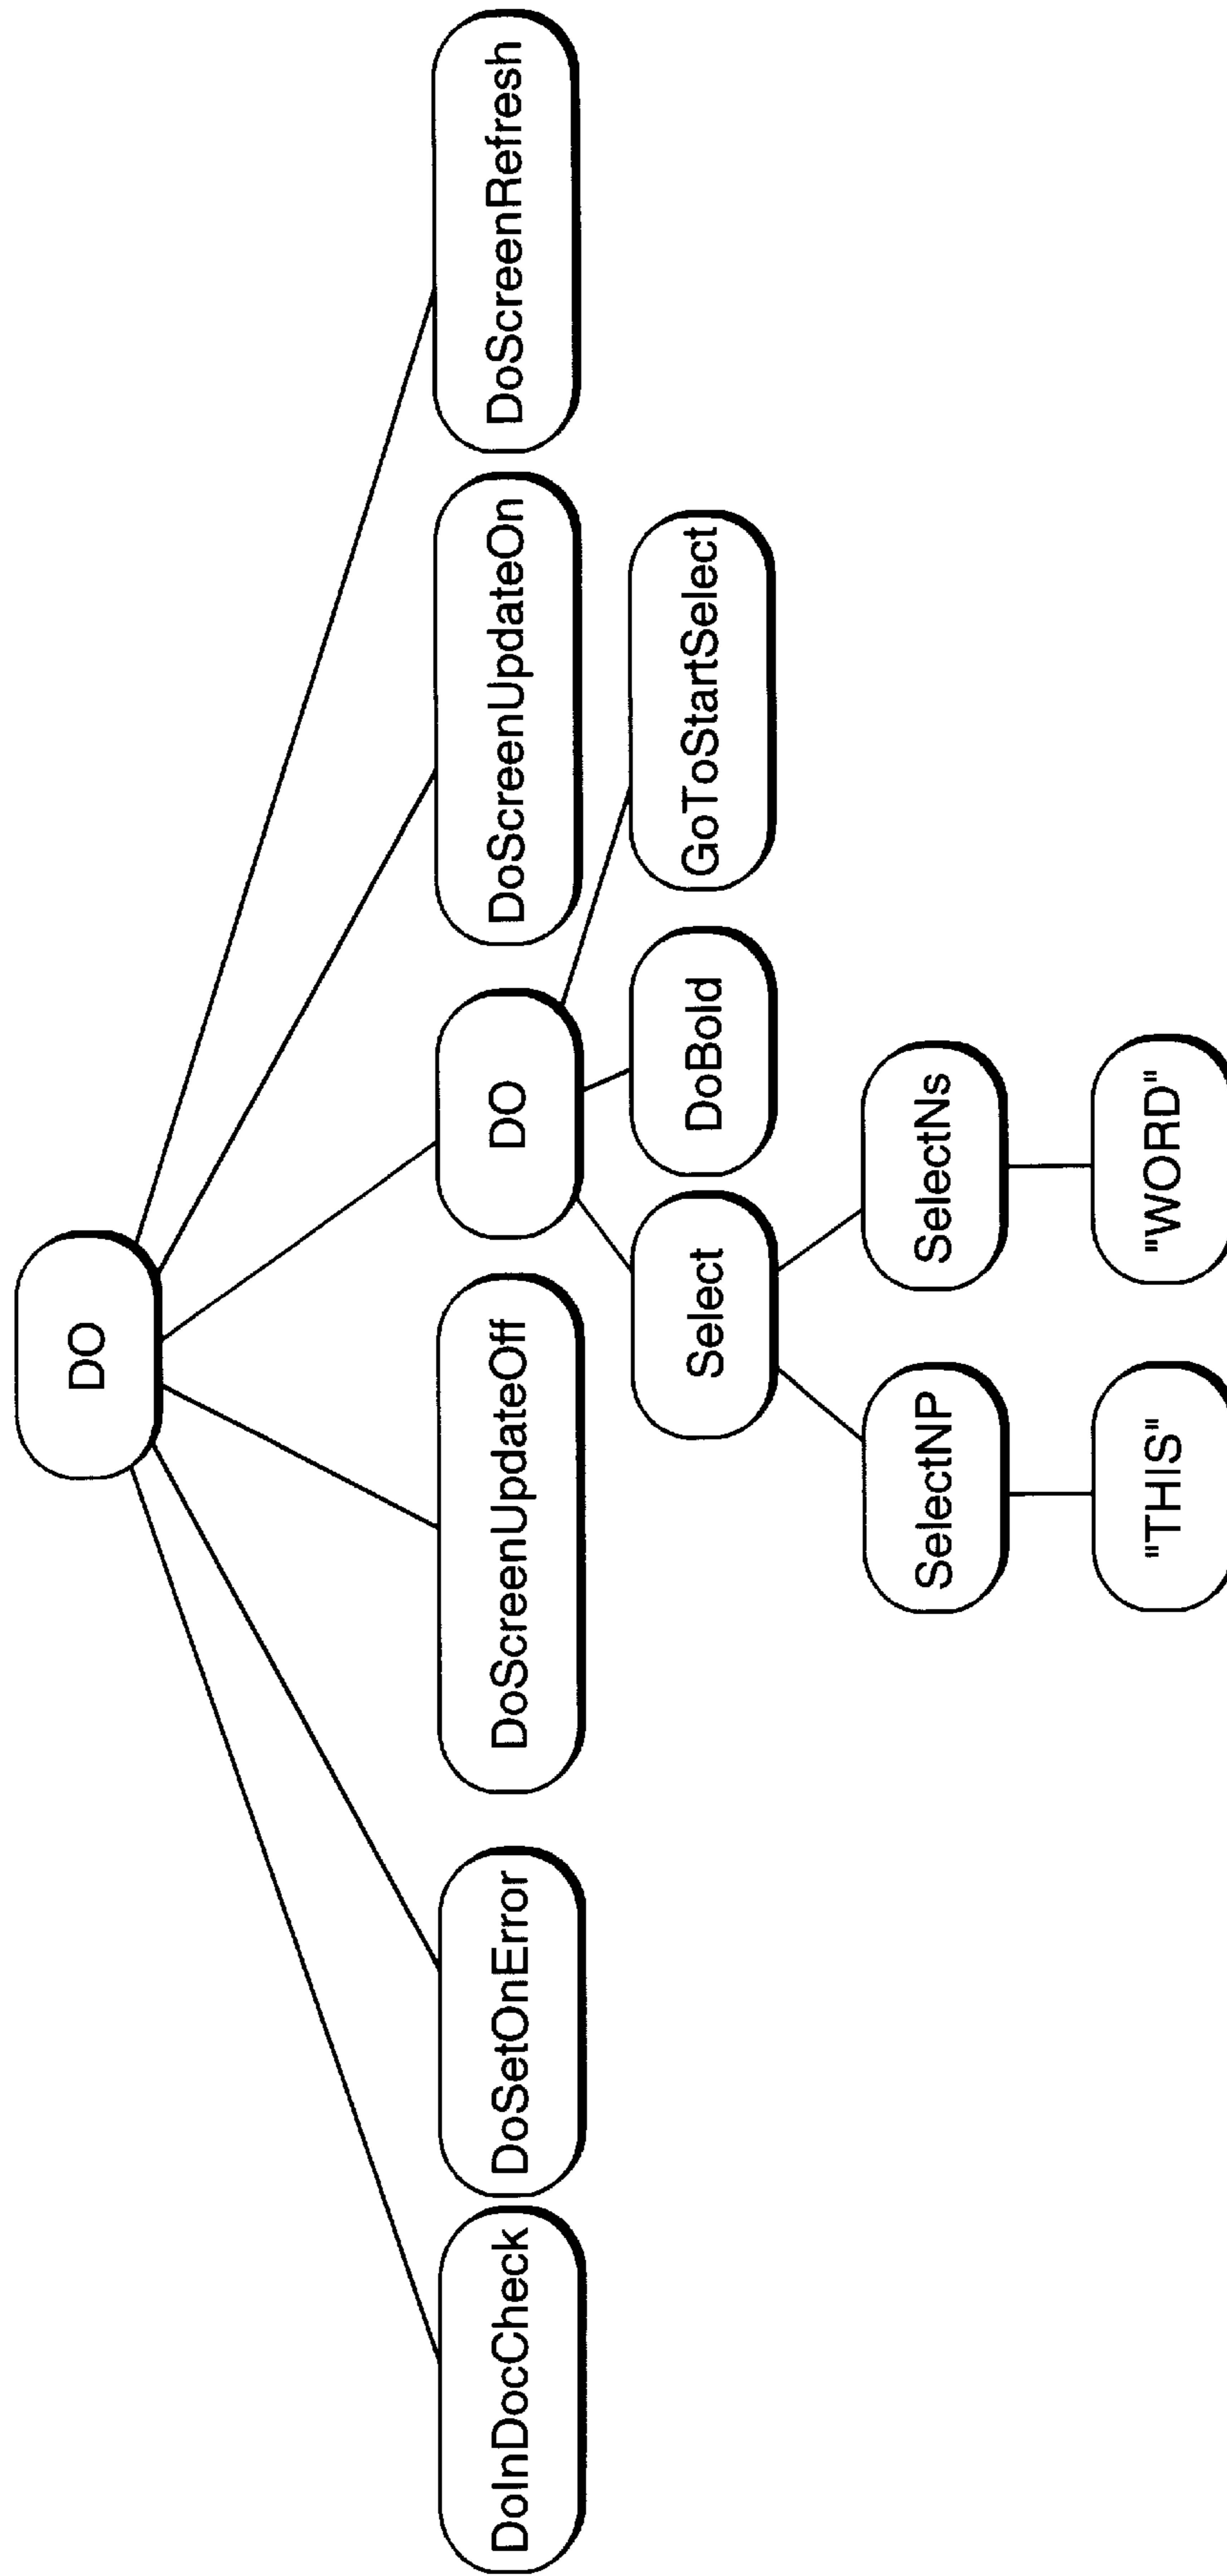 DO
DoInDocCheck
DoSetOnError
DoScreenUpdateOff
DO
DoScreenUpdateOn
DoScreenRefresh
Select
DoBold
GoToStartSelect
SelectNP
SelectNs
"THIS"
"WORD"